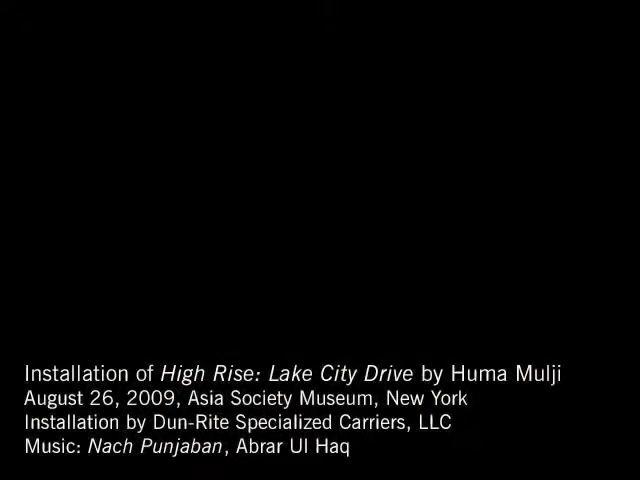 Installation of High Rise: Lake City Drive by Huma Mulji
August 26, 2009, Asia Society Museum, New York
Installation by Dun-Rite Specialized Carriers, LLC
Music: Nach Punjaban, Abrar Ul Haq